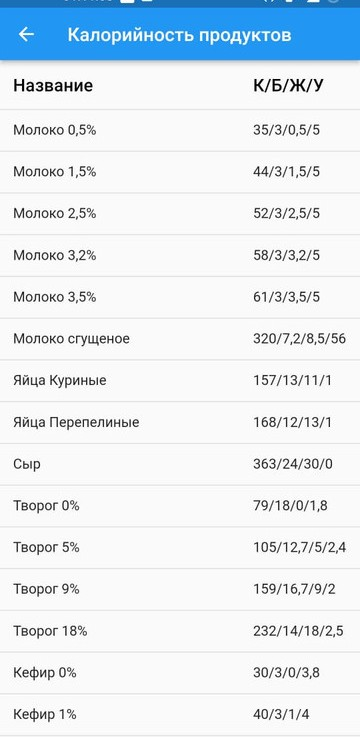 Калорийность продуктов
Название К/Б/Ж/У
Молоко 0,5% 35/3/0,5/5
Молоко 1,5% 44/3/1,5/5
Молоко 2,5% 52/3/2,5/5
Молоко 3,2% 58/3/3,2/5
Молоко 3,5% 61/3/3,5/5
Молоко сгущеное 320/7,2/8,5/56
Яйца Куриные 157/13/11/1
Яйца Перепелиные 168/12/13/1
Сыр 363/24/30/0
Творог 0% 79/18/0/1,8
Творог 5% 105/12,7/5/2,4
Творог 9% 159/16,7/9/2
Творог 18% 232/14/18/2,5
Кефир 0% 30/3/0/3,8
Кефир 1% 40/3/1/4